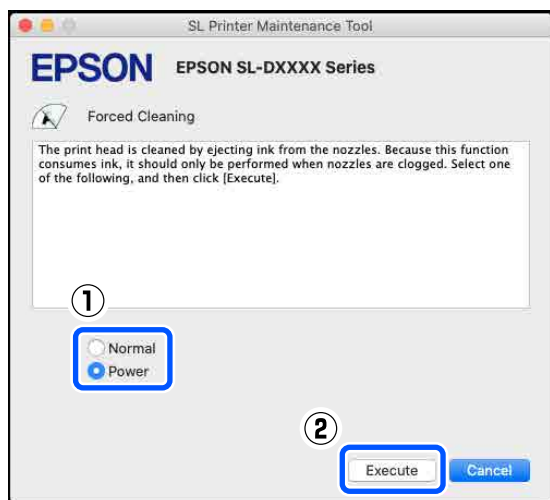 SL Printer Maintenance Tool
EPSON EPSON SL-DXXXX Series
Forced Cleaning
The print head is cleaned by ejecting ink from the nozzles. Because this function
consumes ink, it should only be performed when nozzles are clogged. Select one
of the following, and then click [Execute].
①
Normal
Power
②
Execute Cancel